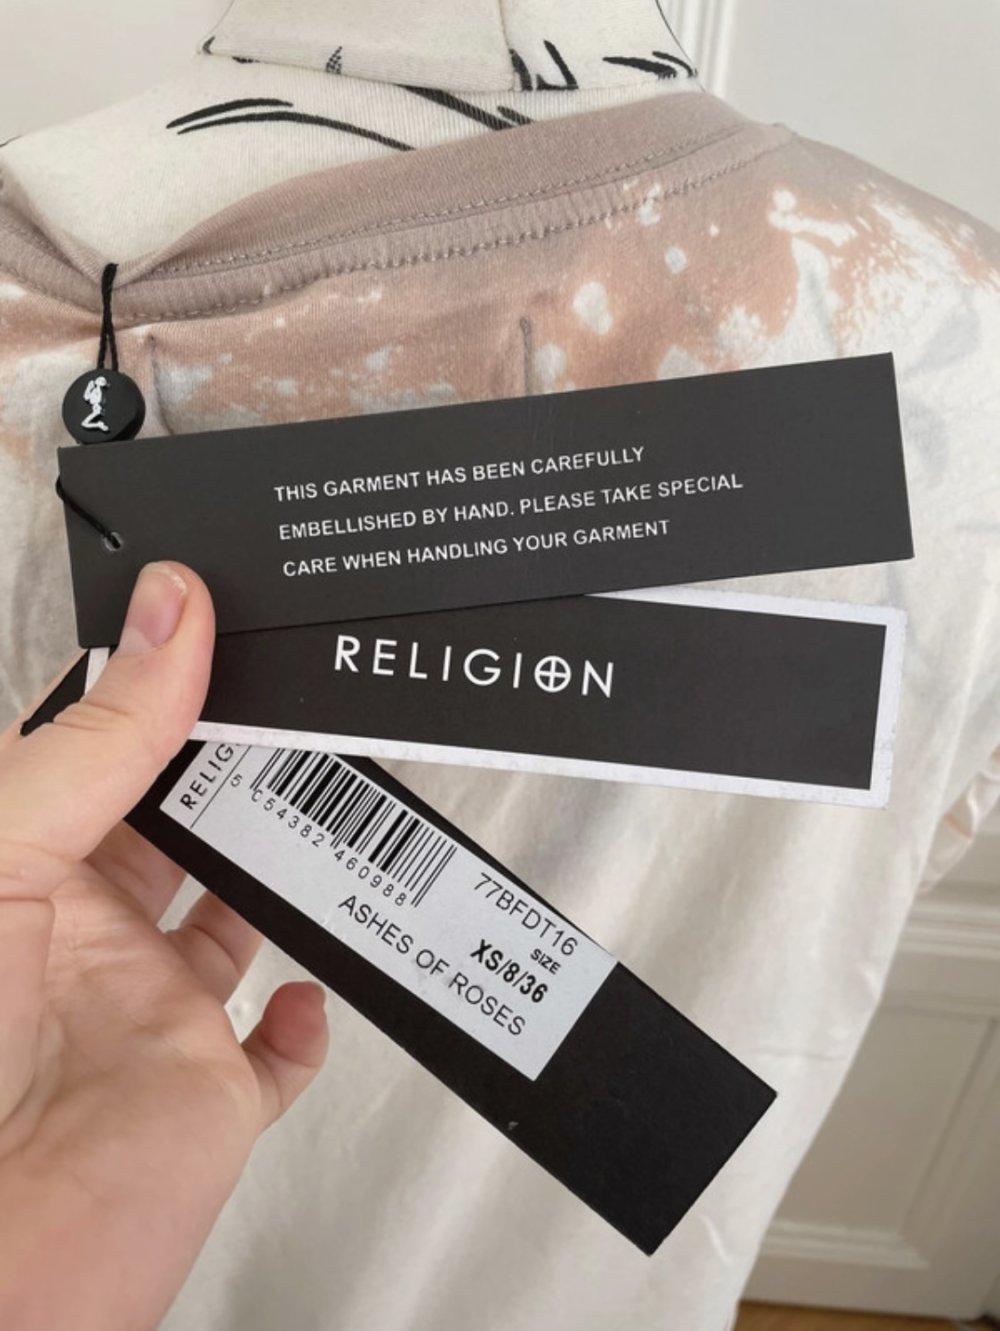 THIS GARMENT HAS BEEN CAREFULLY
EMBELLISHED BY HAND. PLEASE TAKE SPECIAL
CARE WHEN HANDLING YOUR GARMENT
RELIGION
5 054382 460988
77BFDT16
SIZE
XS/8/36
ASHES OF ROSES